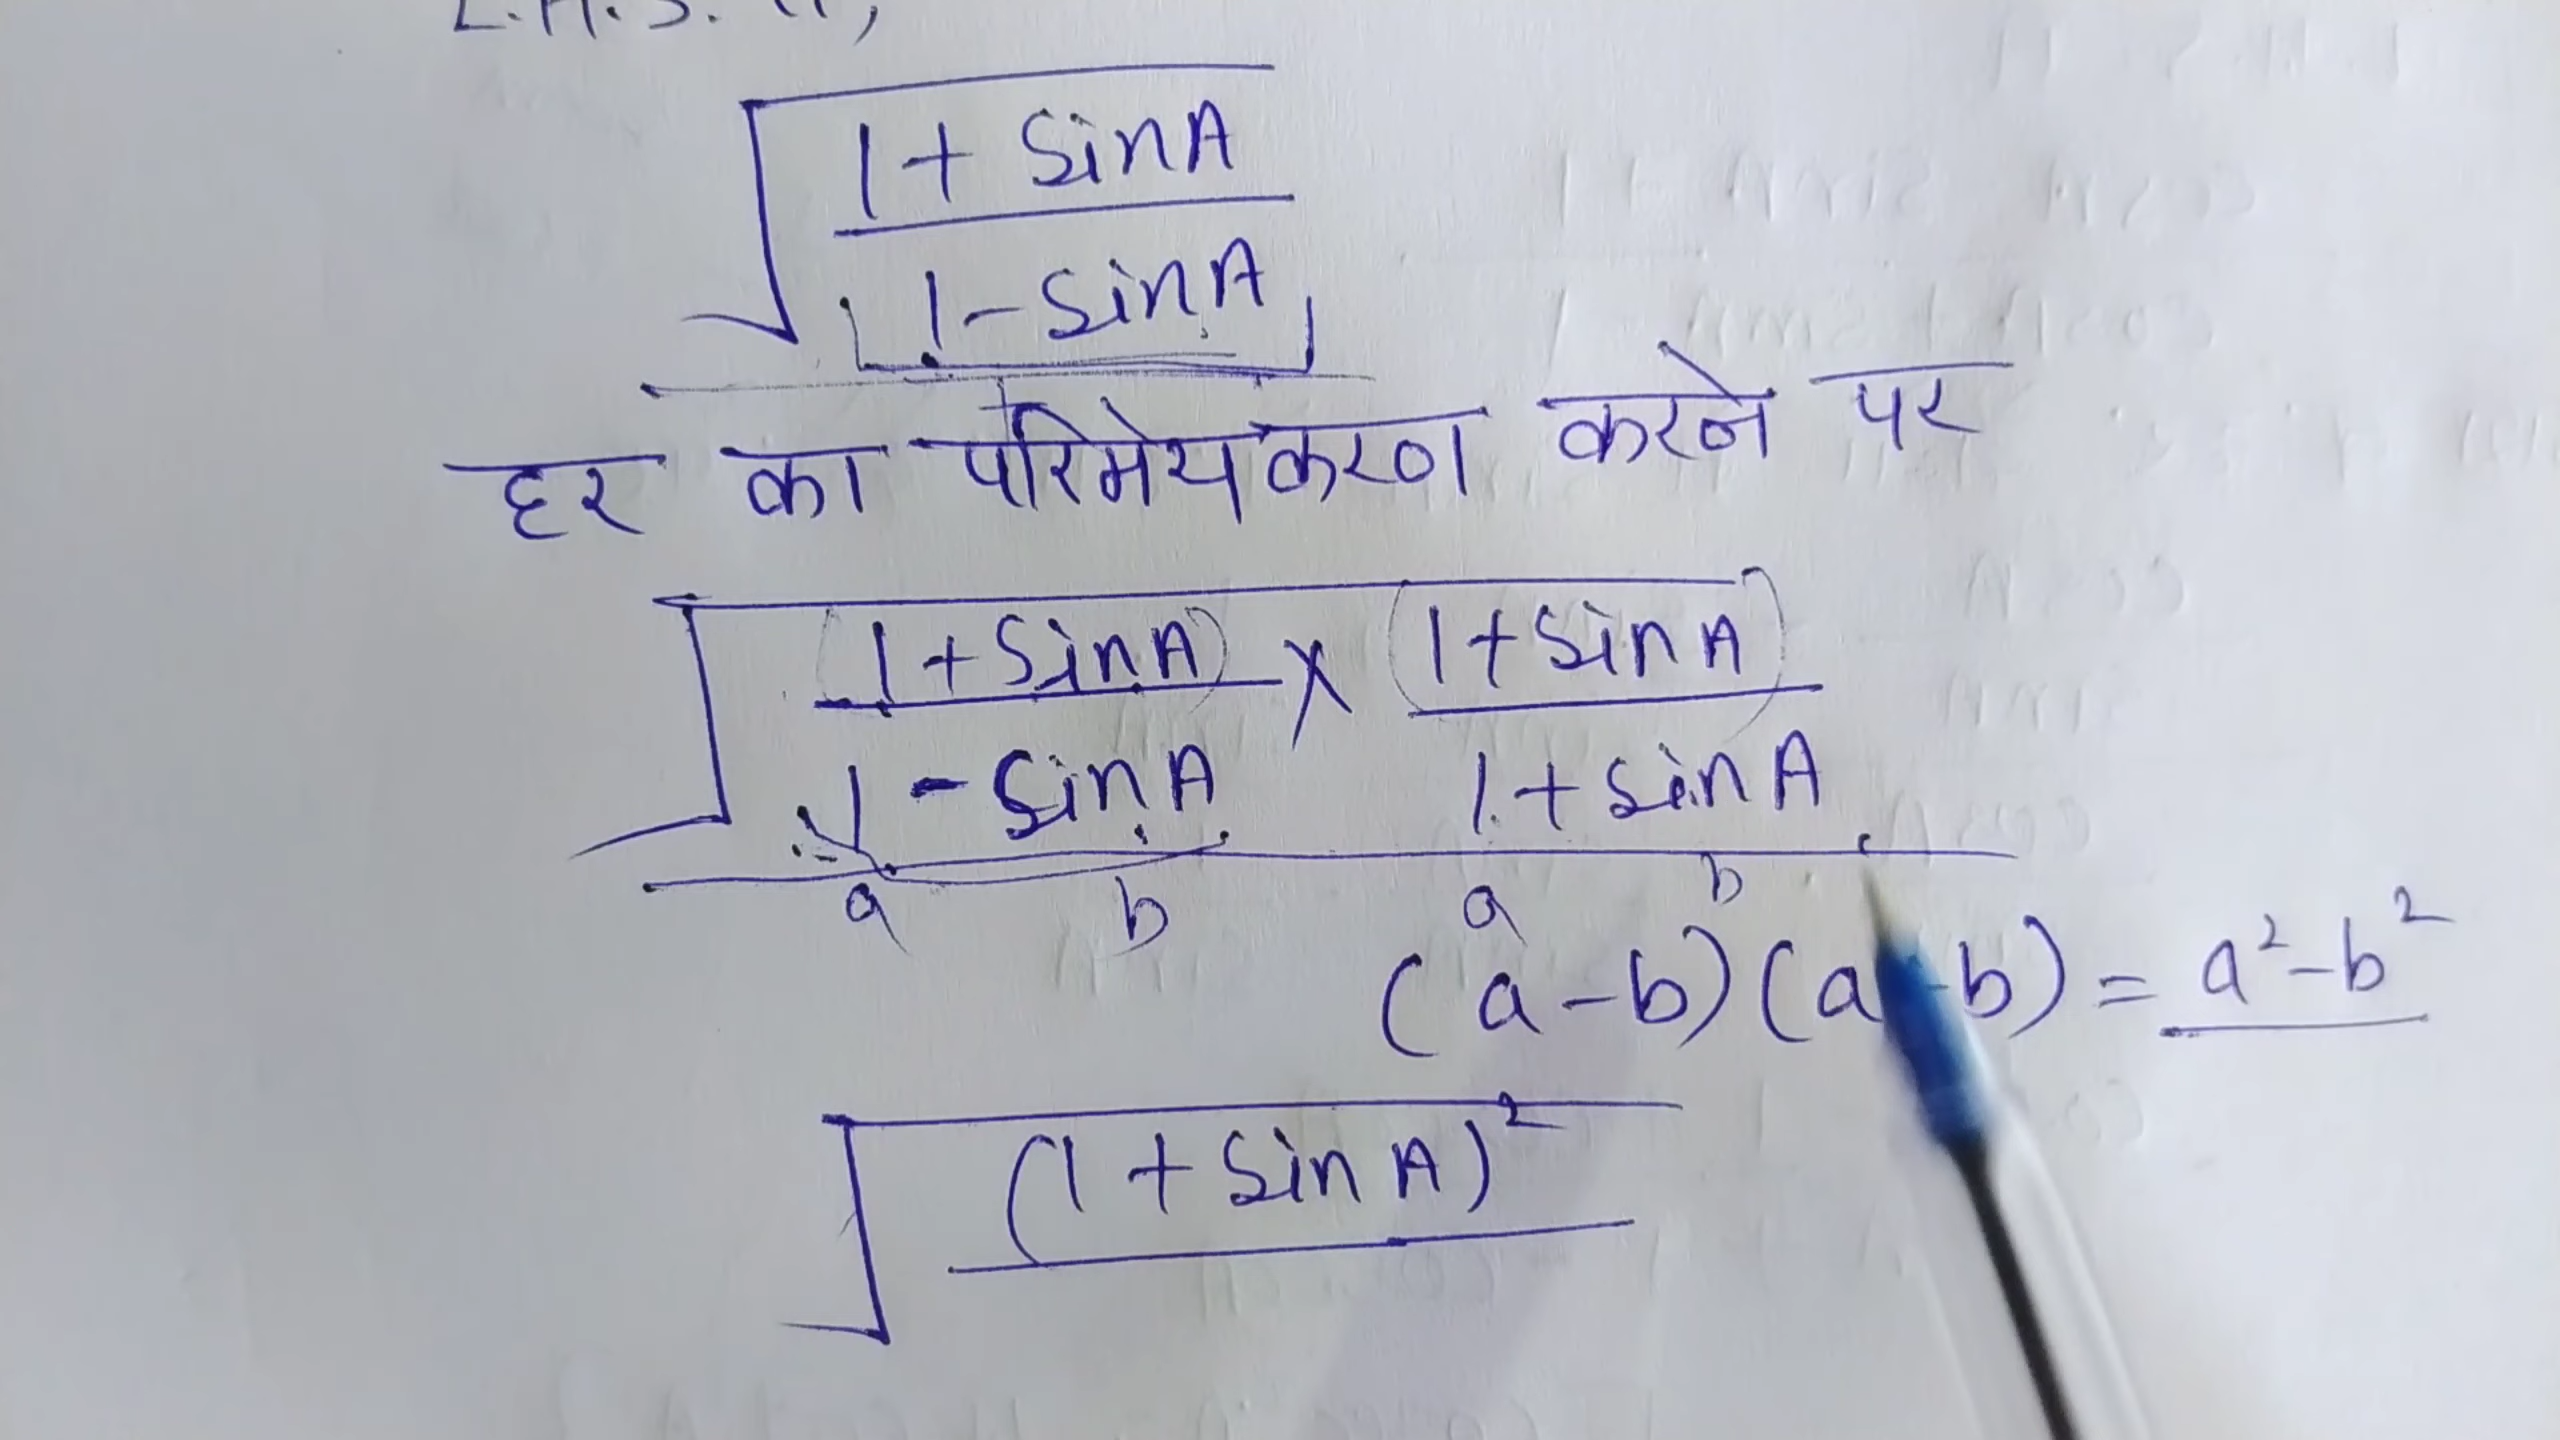 L.H.S. से,
√(1 + sinA / 1 - sinA)
हर का परिमेयकरण करने पर
√((1 + sinA) / 1 - sinA × (1 + sinA) / 1 + sinA)
a b a b
(a - b) (a b) = a² - b²
√((1 + sinA)² /